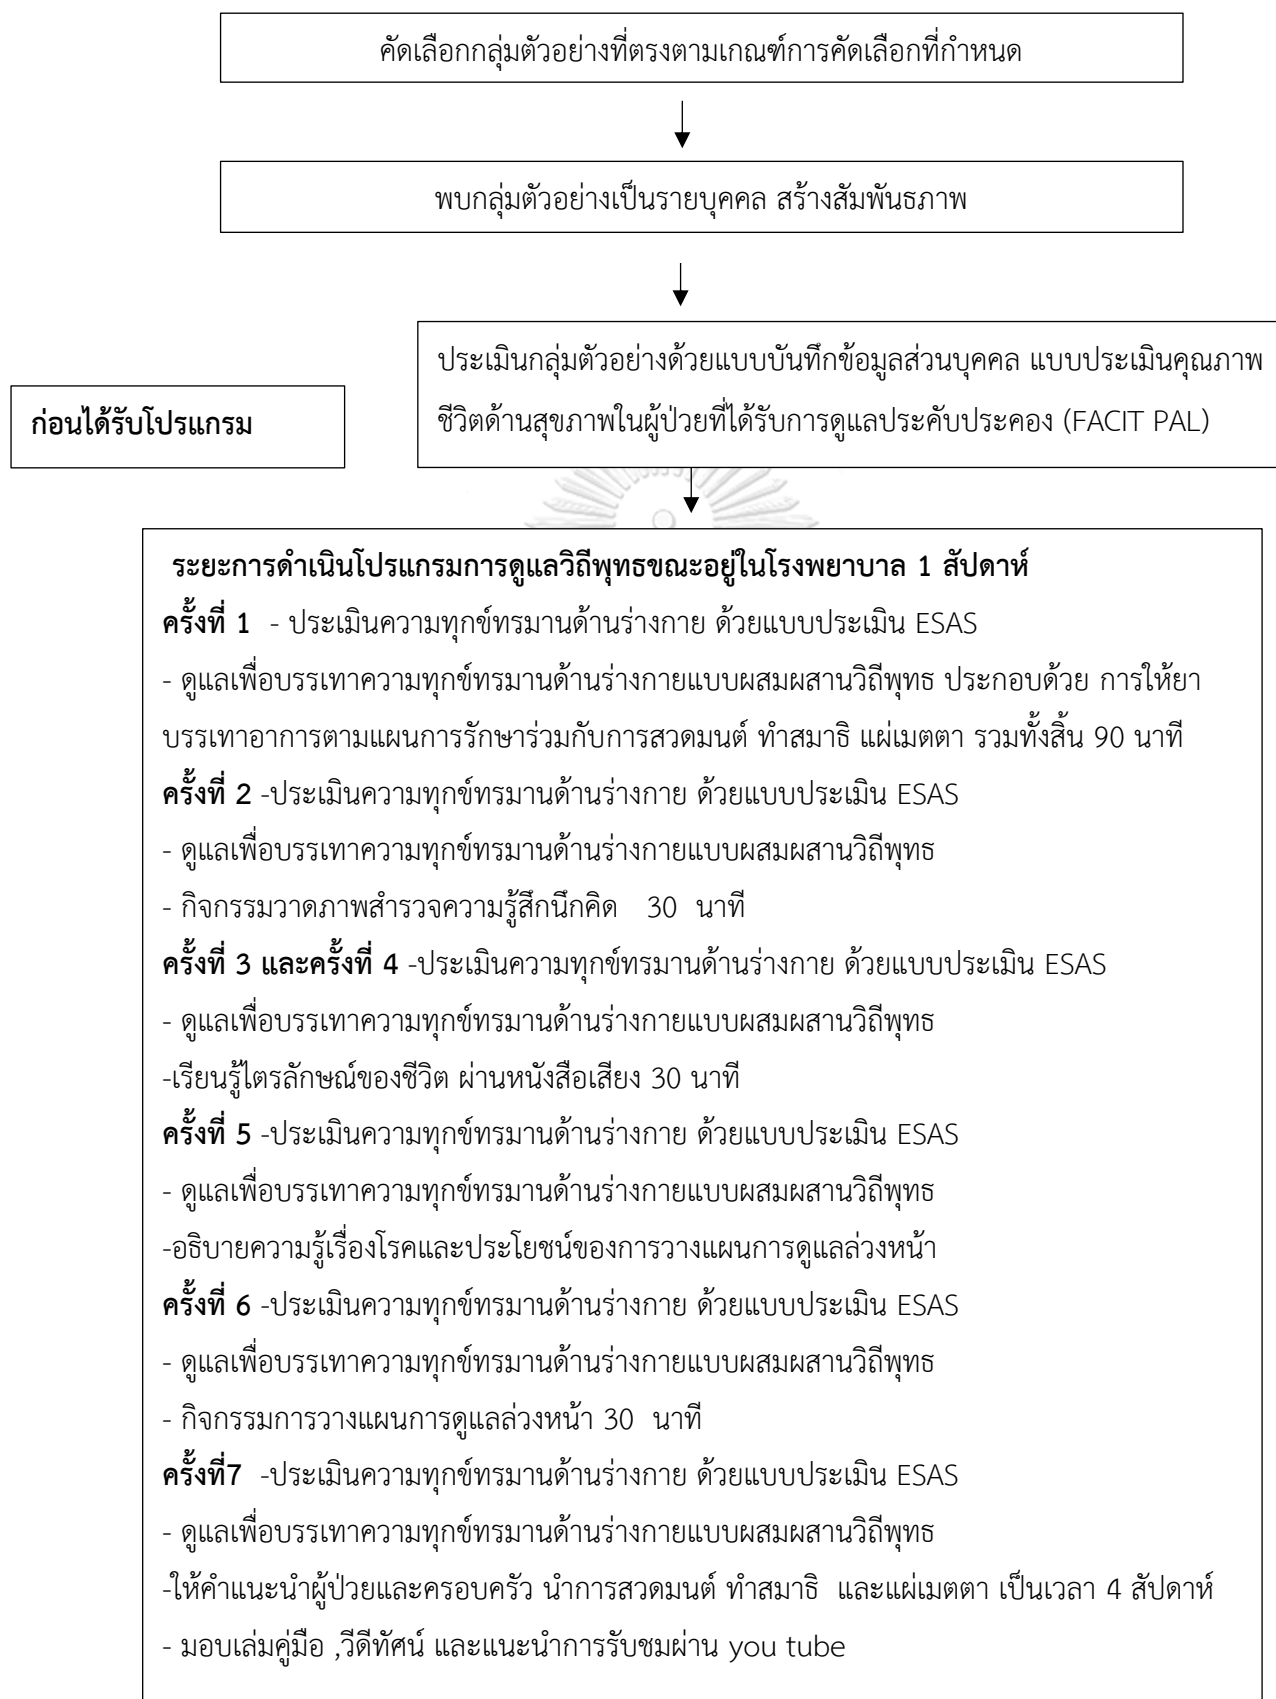 คัดเลือกกลุ่มตัวอย่างที่ตรงตามเกณฑ์การคัดเลือกที่กำหนด
พบกลุ่มตัวอย่างเป็นรายบุคคล สร้างสัมพันธภาพ
ก่อนได้รับโปรแกรม
ประเมินกลุ่มตัวอย่างด้วยแบบบันทึกข้อมูลส่วนบุคคล แบบประเมินคุณภาพ
ชีวิตด้านสุขภาพในผู้ป่วยที่ได้รับการดูแลประคับประคอง (FACIT PAL)
ระยะการดำเนินโปรแกรมการดูแลวิถีพุทธขณะอยู่ในโรงพยาบาล 1 สัปดาห์
ครั้งที่ 1 - ประเมินความทุกข์ทรมานด้านร่างกาย ด้วยแบบประเมิน ESAS
- ดูแลเพื่อบรรเทาความทุกข์ทรมานด้านร่างกายแบบผสมผสานวิถีพุทธ ประกอบด้วย การให้ยา
บรรเทาอาการตามแผนการรักษาร่วมกับการสวดมนต์ ทำสมาธิ แผ่เมตตา รวมทั้งสิ้น 90 นาที
ครั้งที่ 2 -ประเมินความทุกข์ทรมานด้านร่างกาย ด้วยแบบประเมิน ESAS
- ดูแลเพื่อบรรเทาความทุกข์ทรมานด้านร่างกายแบบผสมผสานวิถีพุทธ
- กิจกรรมวาดภาพสำรวจความรู้สึกนึกคิด 30 นาที
ครั้งที่ 3 และครั้งที่ 4 -ประเมินความทุกข์ทรมานด้านร่างกาย ด้วยแบบประเมิน ESAS
- ดูแลเพื่อบรรเทาความทุกข์ทรมานด้านร่างกายแบบผสมผสานวิถีพุทธ
-เรียนรู้ไตรลักษณ์ของชีวิต ผ่านหนังสือเสียง 30 นาที
ครั้งที่ 5 -ประเมินความทุกข์ทรมานด้านร่างกาย ด้วยแบบประเมิน ESAS
- ดูแลเพื่อบรรเทาความทุกข์ทรมานด้านร่างกายแบบผสมผสานวิถีพุทธ
-อธิบายความรู้เรื่องโรคและประโยชน์ของการวางแผนการดูแลล่วงหน้า
ครั้งที่ 6 -ประเมินความทุกข์ทรมานด้านร่างกาย ด้วยแบบประเมิน ESAS
- ดูแลเพื่อบรรเทาความทุกข์ทรมานด้านร่างกายแบบผสมผสานวิถีพุทธ
- กิจกรรมการวางแผนการดูแลล่วงหน้า 30 นาที
ครั้งที่7 -ประเมินความทุกข์ทรมานด้านร่างกาย ด้วยแบบประเมิน ESAS
- ดูแลเพื่อบรรเทาความทุกข์ทรมานด้านร่างกายแบบผสมผสานวิถีพุทธ
-ให้คำแนะนำผู้ป่วยและครอบครัว นำการสวดมนต์ ทำสมาธิ และแผ่เมตตา เป็นเวลา 4 สัปดาห์
- มอบเล่มคู่มือ ,วีดีทัศน์ และแนะนำการรับชมผ่าน you tube